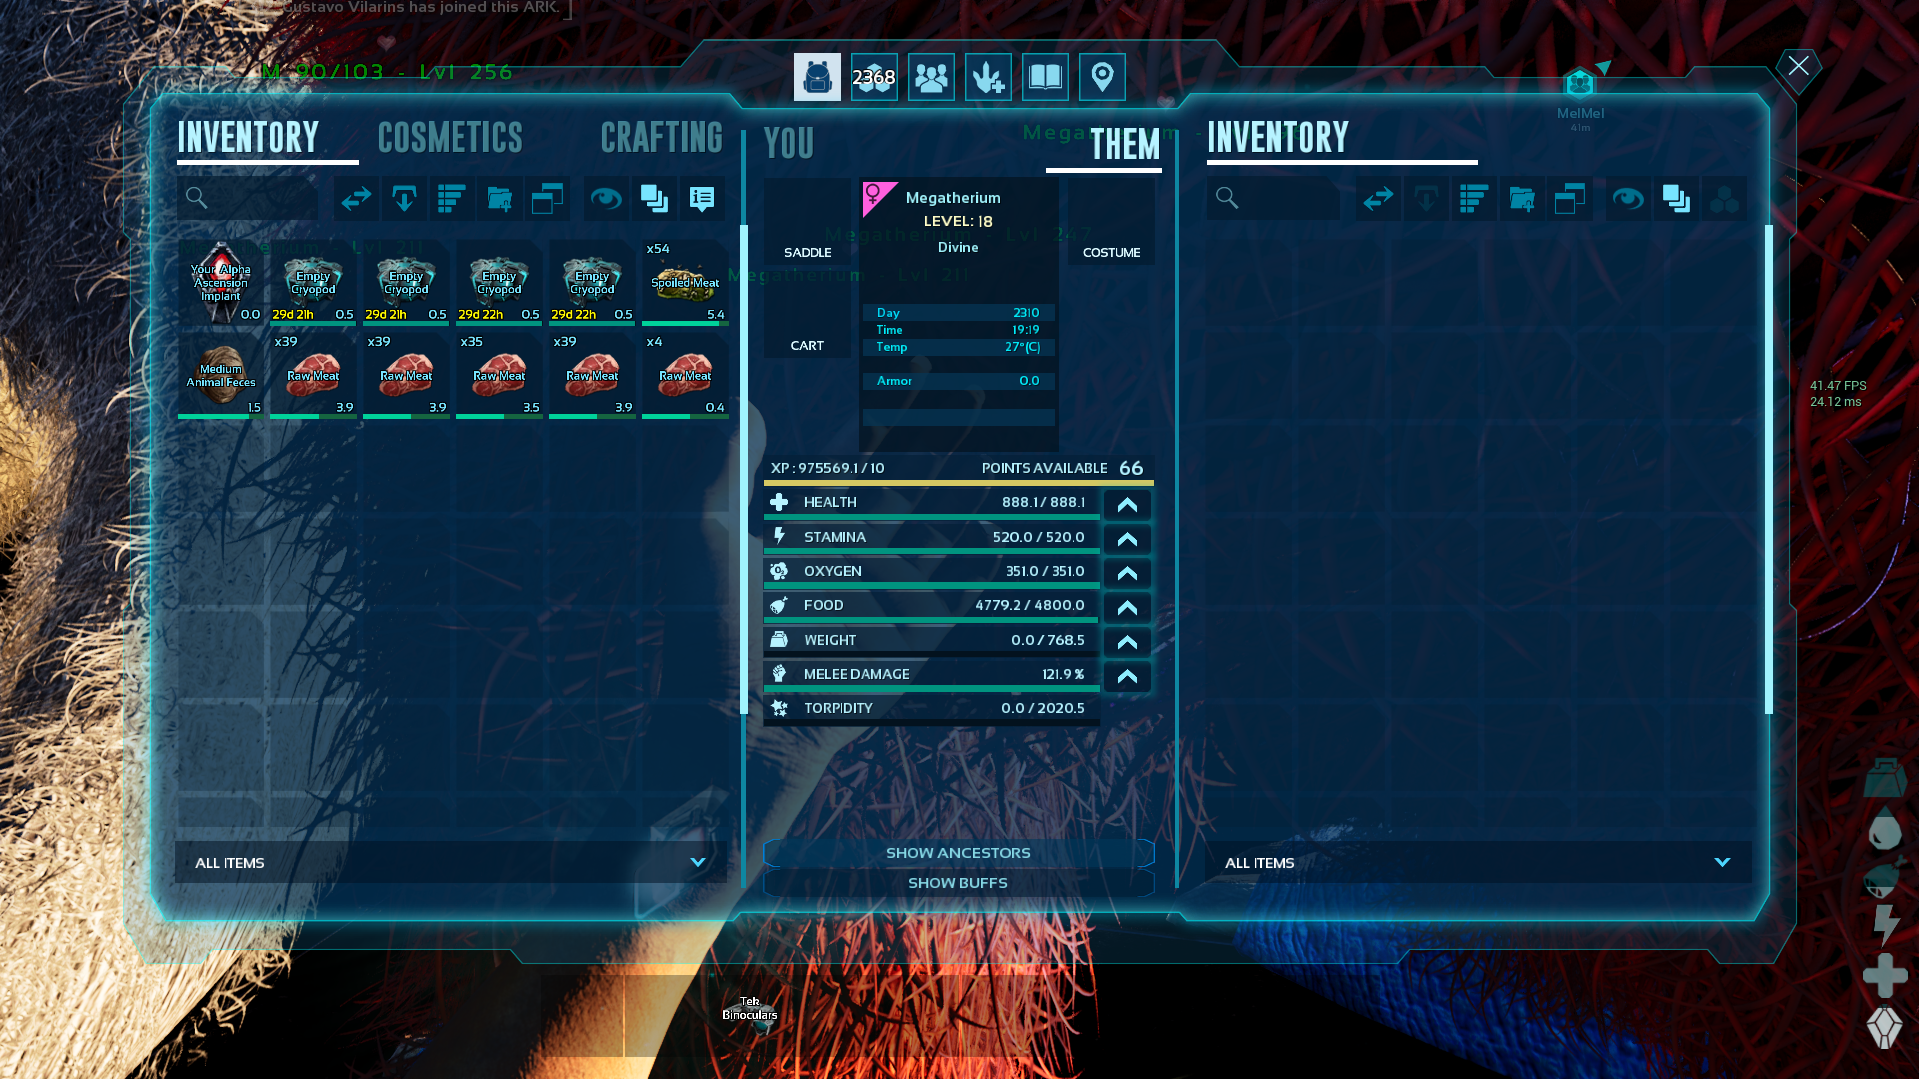 Gustavo Vilarins has joined this ARK. ]
M 90/103 - Lvl 256
2368
MelMel
41m
INVENTORY
COSMETICS
CRAFTING
Your Alpha
Ascension
Implant
0.0
Empty
Cryopod
29d 21h
0.5
Empty
Cryopod
29d 21h
0.5
Empty
Cryopod
29d 22h
0.5
Empty
Cryopod
29d 22h
0.5
x54
Spoiled Meat
5.4
Medium
Animal Feces
1.5
x39
Raw Meat
3.9
x39
Raw Meat
3.9
x35
Raw Meat
3.5
x39
Raw Meat
3.9
x4
Raw Meat
0.4
ALL ITEMS
YOU
THEM
SADDLE
COSTUME
CART
Megatherium
LEVEL: 18
Divine
Megatherium - Lvl 247
Megatherium - Lvl 211
Day 2310
Time 19:19
Temp 27°(C)
Armor 0.0
XP : 975569.1 / 10
POINTS AVAILABLE 66
HEALTH 888.1 / 888.1
STAMINA 520.0 / 520.0
OXYGEN 351.0 / 351.0
FOOD 4779.2 / 4800.0
WEIGHT 0.0 / 768.5
MELEE DAMAGE 121.9 %
TORPIDITY 0.0 / 2020.5
SHOW ANCESTORS
SHOW BUFFS
INVENTORY
ALL ITEMS
41.47 FPS
24.12 ms
Tek
Binoculars